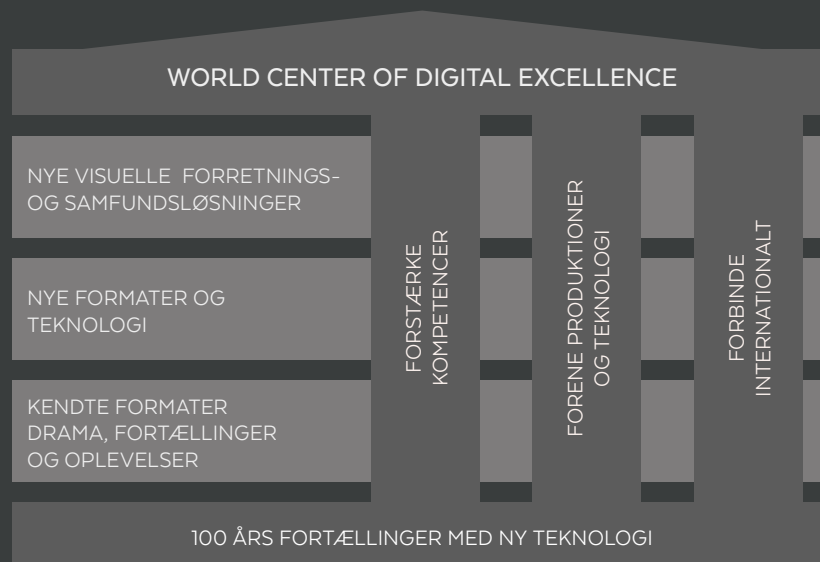 WORLD CENTER OF DIGITAL EXCELLENCE
NYE VISUELLE FORRETNINGS-
OG SAMFUNDSLØSNINGER
NYE FORMATER OG
TEKNOLOGI
KENDTE FORMATER
DRAMA, FORTÆLLINGER
OG OPLEVELSER
FORSTÆRKE
KOMPETENCER
FORENE PRODUKTIONER
OG TEKNOLOGI
FORBINDE
INTERNATIONALT
100 ÅRS FORTÆLLINGER MED NY TEKNOLOGI